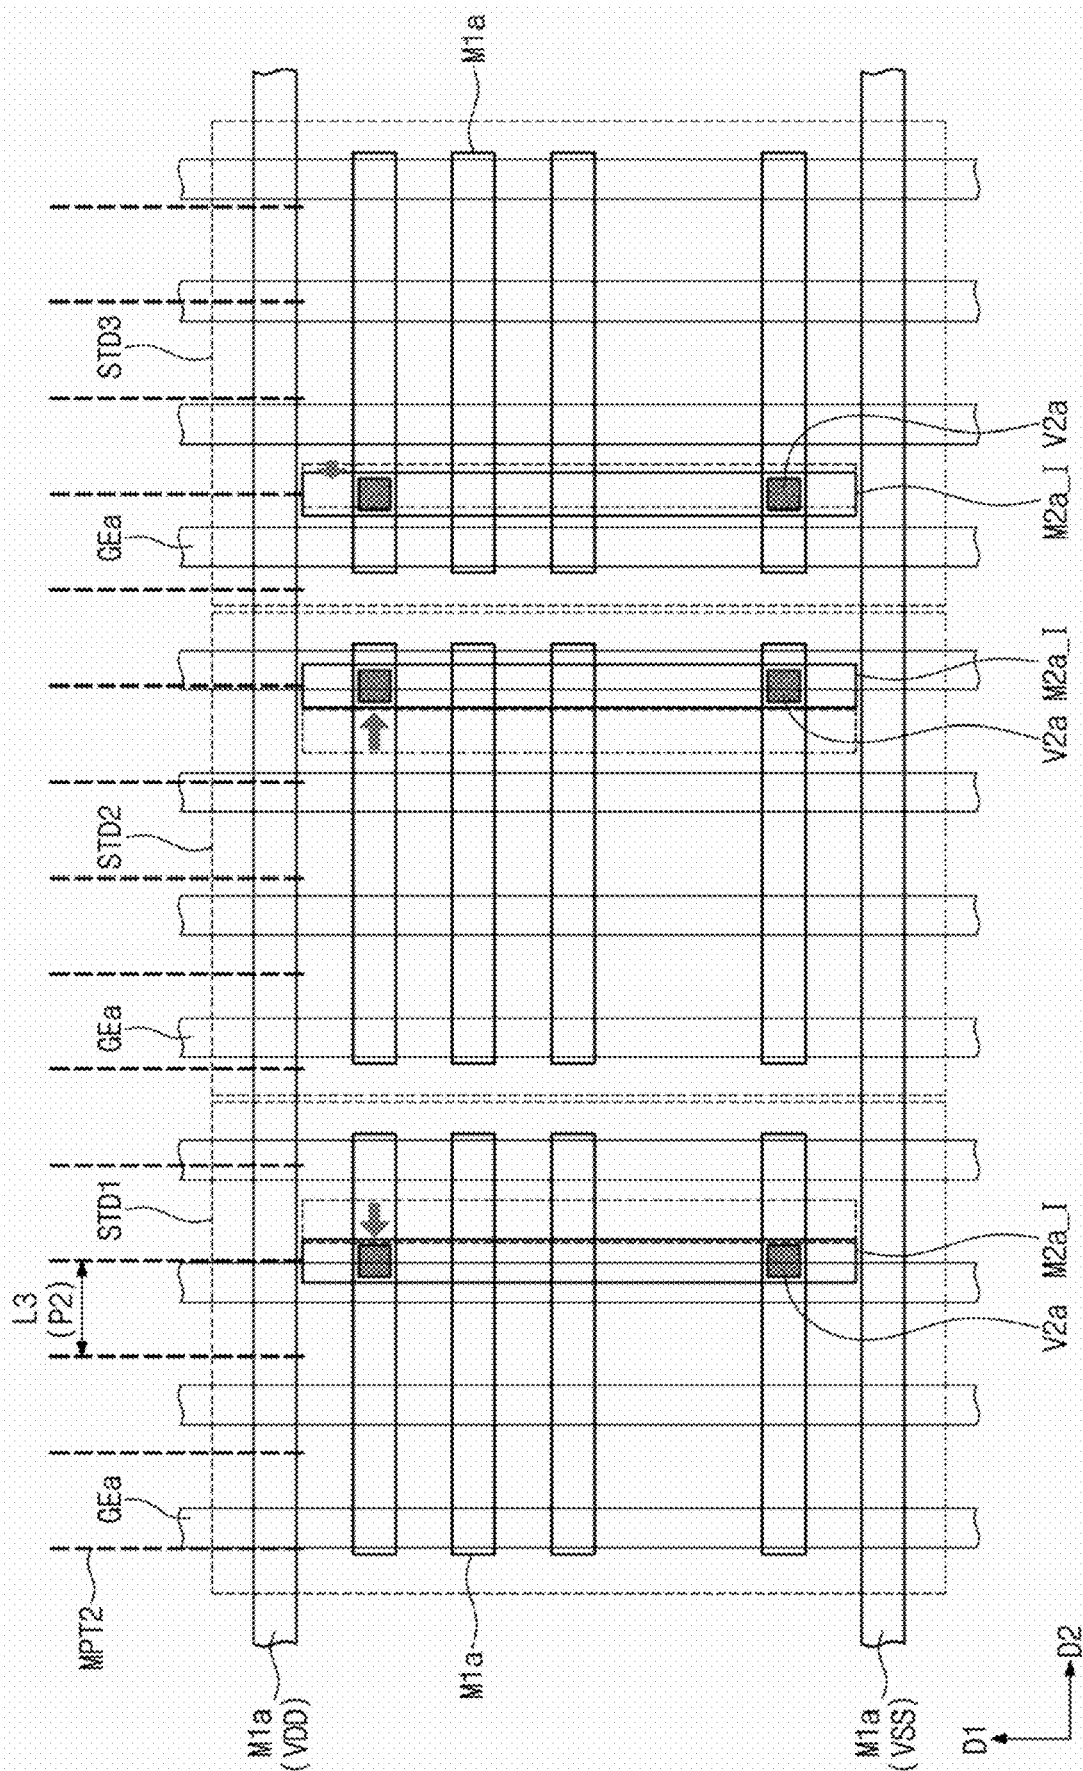 M1a
STD3
GEa
V2a
M2a_I
M2a_I
V2a
STD2
GEa
STD1
L3
(P2)
M2a_I
V2a
GEa
MPT2
M1a
M1a
(VDD)
M1a
(VSS)
D1
D2